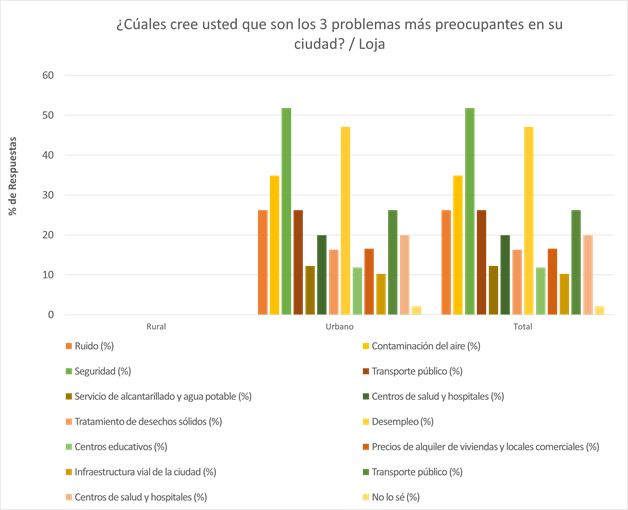 ¿Cúales cree usted que son los 3 problemas más preocupantes en su
ciudad? / Loja
% de Respuestas
60
50
40
30
20
10
0
Rural
Urbano
Total
Ruido (%)
Contaminación del aire (%)
Seguridad (%)
Transporte público (%)
Servicio de alcantarillado y agua potable (%)
Centros de salud y hospitales (%)
Tratamiento de desechos sólidos (%)
Desempleo (%)
Centros educativos (%)
Precios de alquiler de viviendas y locales comerciales (%)
Infraestructura vial de la ciudad (%)
Transporte público (%)
Centros de salud y hospitales (%)
No lo sé (%)